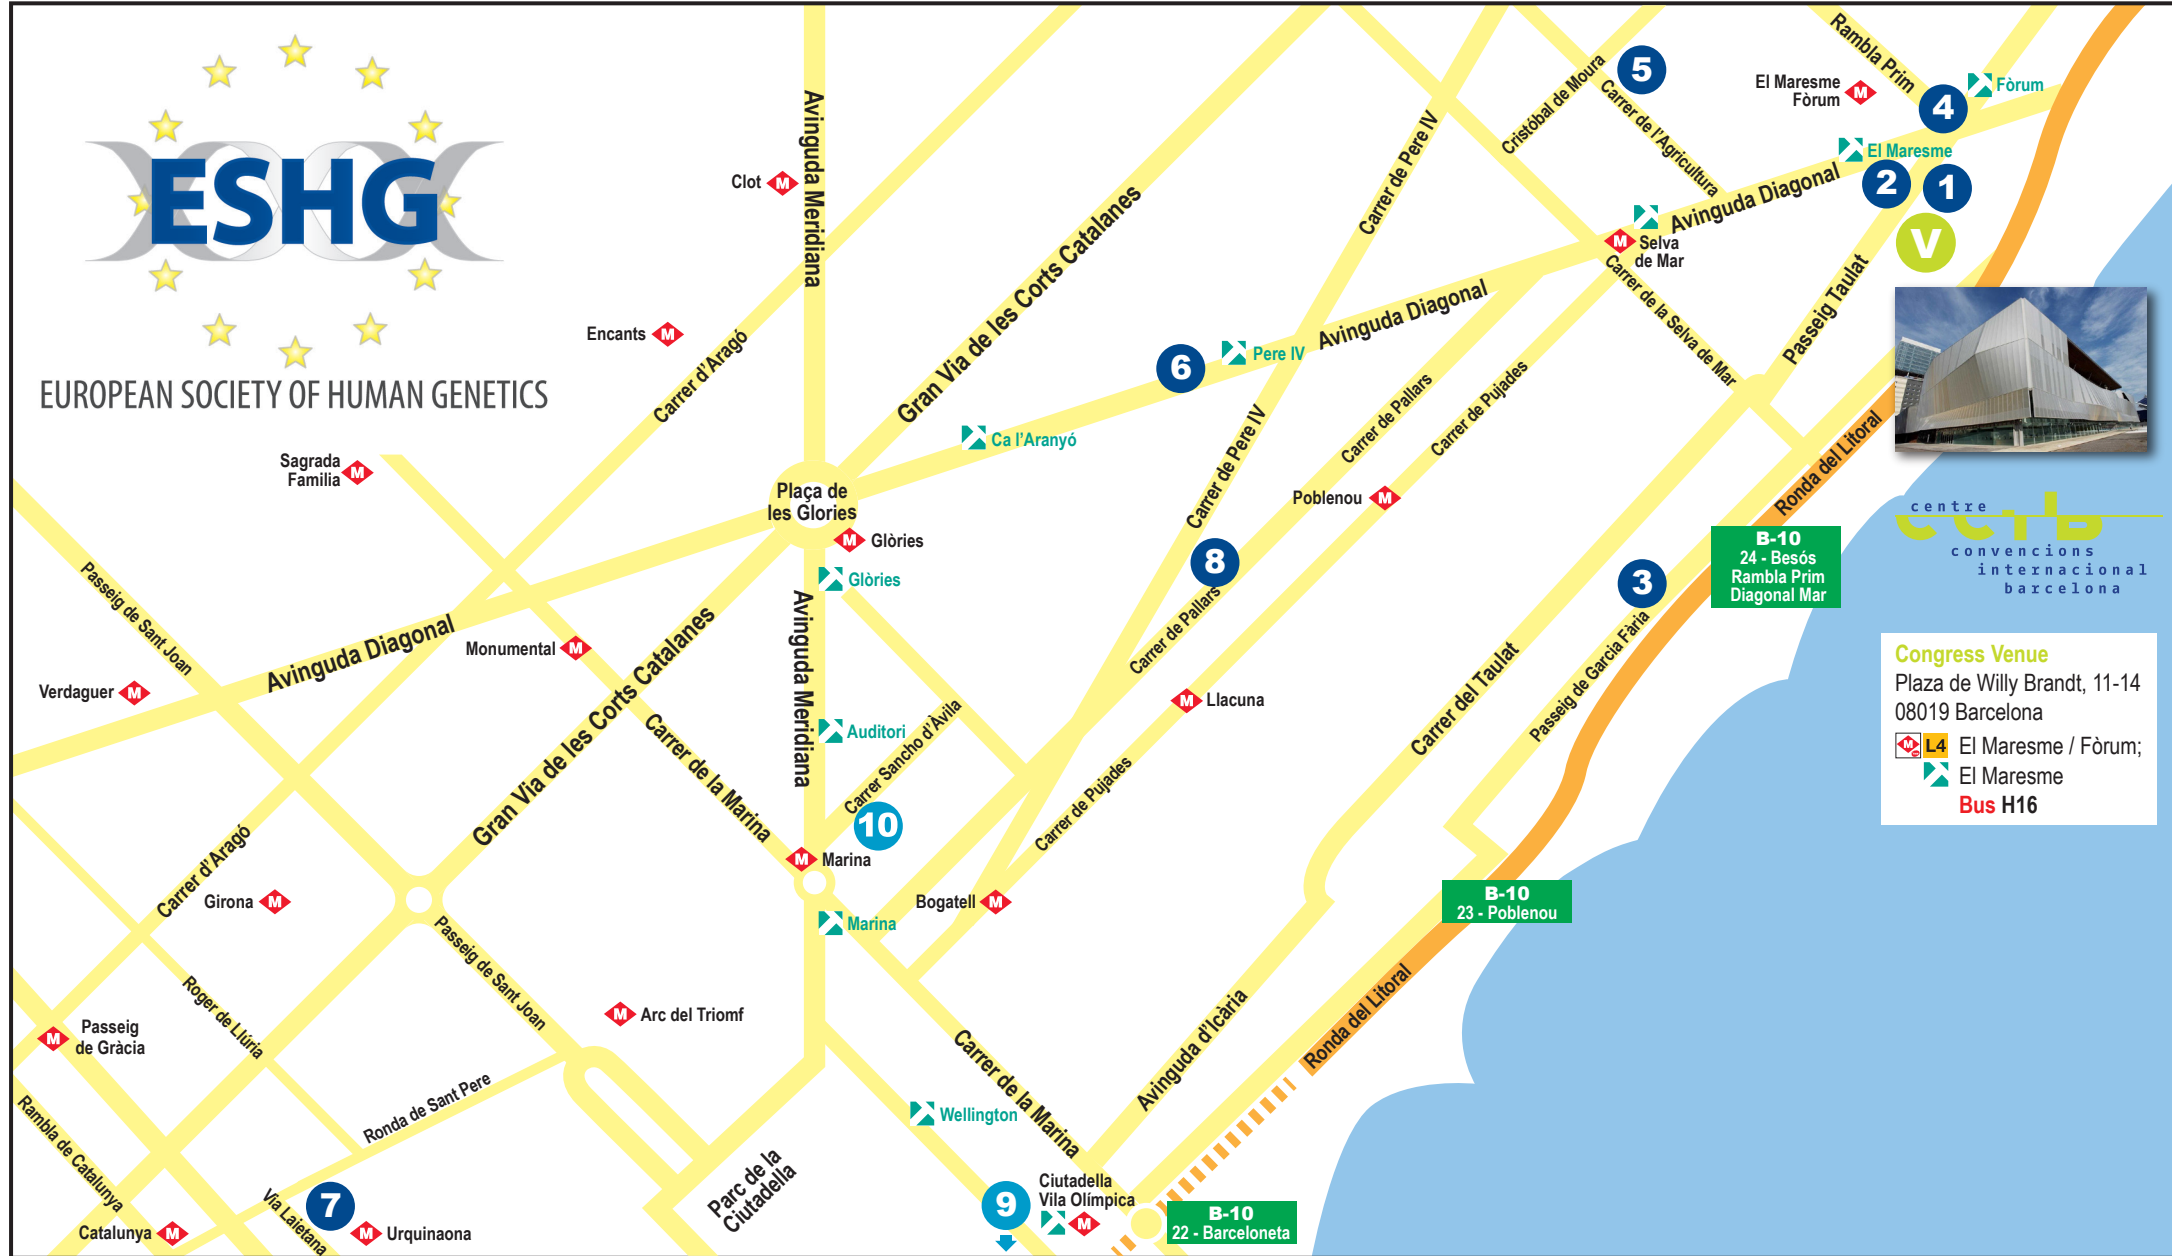 ESHG
EUROPEAN SOCIETY OF HUMAN GENETICS
Avinguda Meridiana
Clot
M
Encants
M
Carrer d'Aragó
Gran Via de les Corts Catalanes
Carrer de Pere IV
Cristóbal de Moura
5
Carrer de l'Agricultura
Rambla Prim
El Maresme
Fòrum
M
4
Fòrum
El Maresme
2
1
V
Avinguda Diagonal
M
Selva
de Mar
Carrer de la Selva de Mar
Passeig Taulat
Avinguda Diagonal
Pere IV
6
Ca l'Aranyó
Carrer de Pere IV
Carrer de Pallars
Carrer de Pujades
Sagrada
Familia
M
Plaça de
les Glories
M
Glòries
Glòries
Poblenou
M
Ronda del Litoral
centre
ccib
convencions
internacional
barcelona
B-10
24 - Besós
Rambla Prim
Diagonal Mar
8
3
Passeig de Sant Joan
Avinguda Diagonal
Monumental
M
Verdaguer
M
Gran Via de les Corts Catalanes
Avinguda Meridiana
Carrer de la Marina
Auditori
Carrer Sancho d'Àvila
10
Carrer de Pallars
M
Llacuna
Carrer de Pujades
Carrer del Taulat
Passeig de Garcia Fària
Congress Venue
Plaza de Willy Brandt, 11-14
08019 Barcelona
M
L4
El Maresme / Fòrum;
El Maresme
Bus H16
Carrer d'Aragó
Girona
M
M
Marina
Marina
Bogatell
M
B-10
23 - Poblenou
Passeig de Sant Joan
Roger de Llúria
M
Passeig
de Gràcia
M
Arc del Triomf
Ronda de Sant Pere
Rambla de Catalunya
Catalunya
M
Via Laietana
7
M
Urquinaona
Parc de la
Ciutadella
Wellington
Carrer de la Marina
Avinguda d'Icària
Ronda del Litoral
9
Ciutadella
Vila Olímpica
M
B-10
22 - Barceloneta